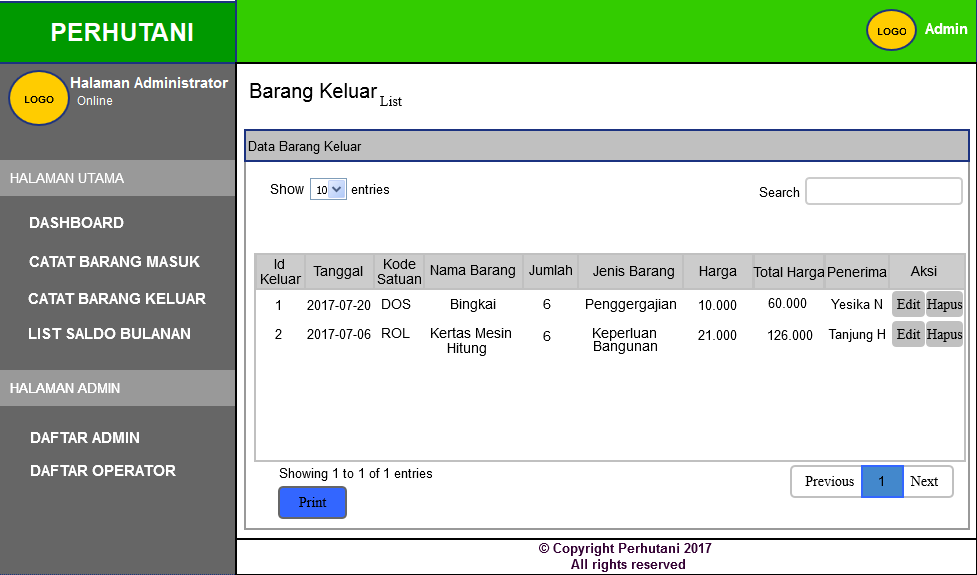 PERHUTANI
LOGO Admin
LOGO
Halaman Administrator
Online
HALAMAN UTAMA
DASHBOARD
CATAT BARANG MASUK
CATAT BARANG KELUAR
LIST SALDO BULANAN
HALAMAN ADMIN
DAFTAR ADMIN
DAFTAR OPERATOR
Barang Keluar List
Data Barang Keluar
Show 10 entries
Search
Id Keluar Tanggal Kode Satuan Nama Barang Jumlah Jenis Barang Harga Total Harga Penerima Aksi
1 2017-07-20 DOS Bingkai 6 Penggergajian 10.000 60.000 Yesika N Edit Hapus
2 2017-07-06 ROL Kertas Mesin Hitung 6 Keperluan Bangunan 21.000 126.000 Tanjung H Edit Hapus
Showing 1 to 1 of 1 entries
Previous 1 Next
Print
© Copyright Perhutani 2017
All rights reserved